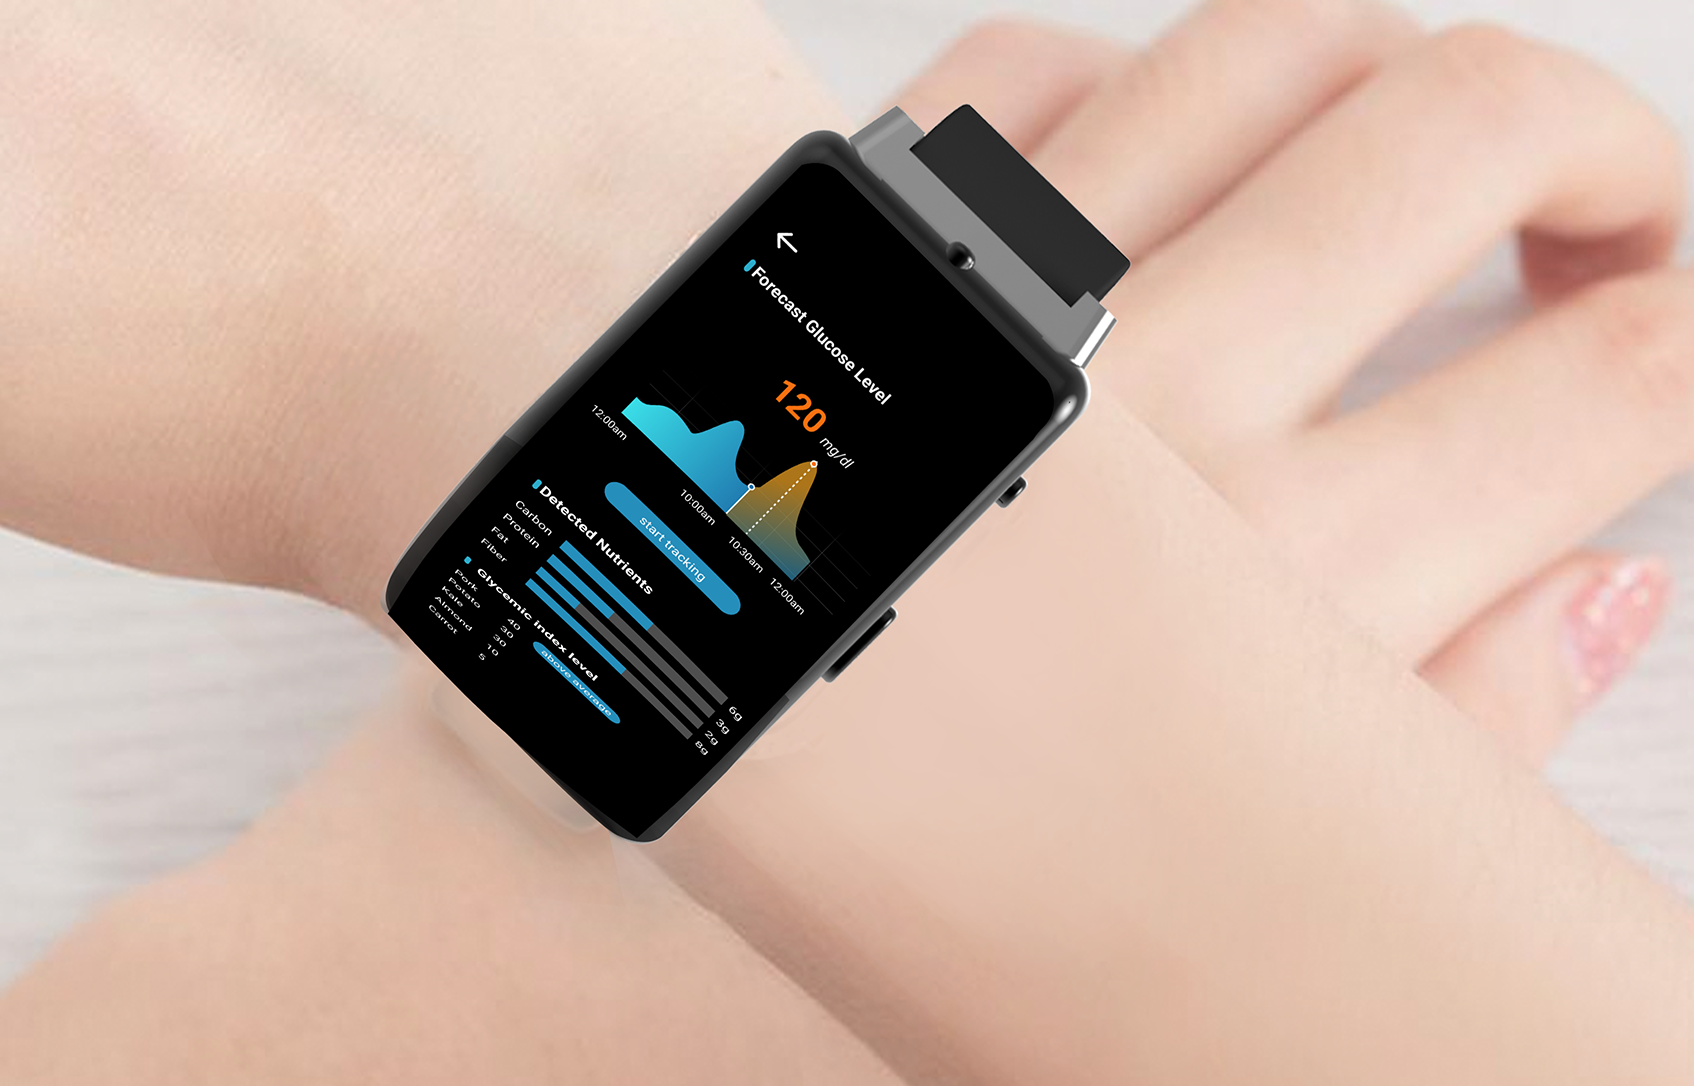 Forecast Glucose Level
120
mg/dl
12:00am 10:00am 10:30am 12:00am
start tracking
Detected Nutrients
Carbon 6g
Protein 3g
Fat 2g
Fiber 8g
Glycemic index level
Pork 40
Potato 30
Kale 30
Almond 10
Carrot 5
above average